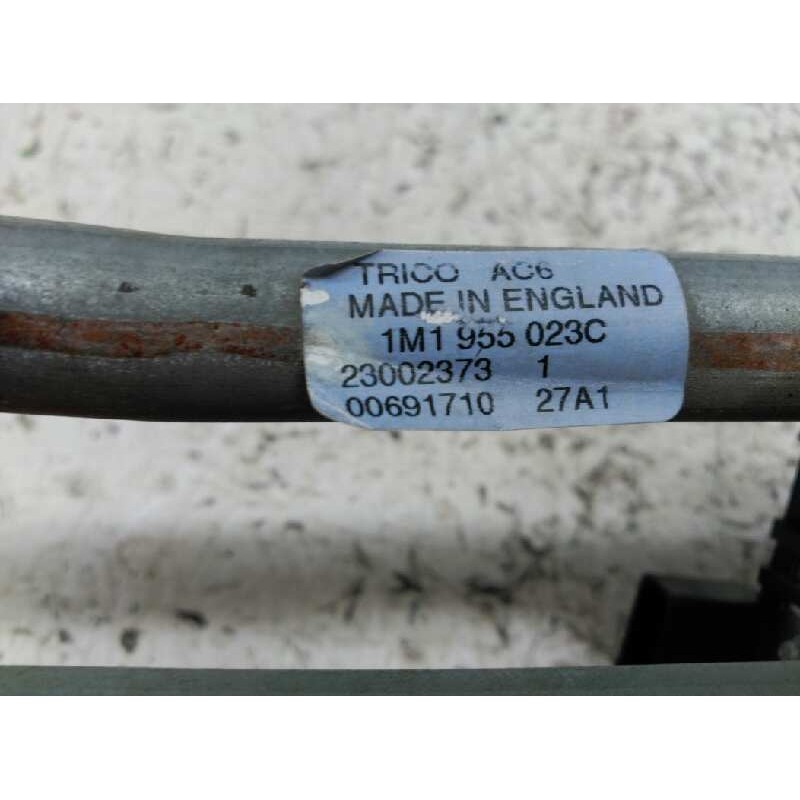 TRICO AC6
MADE IN ENGLAND
1M1 955 023C
23002373 1
00691710 27A1